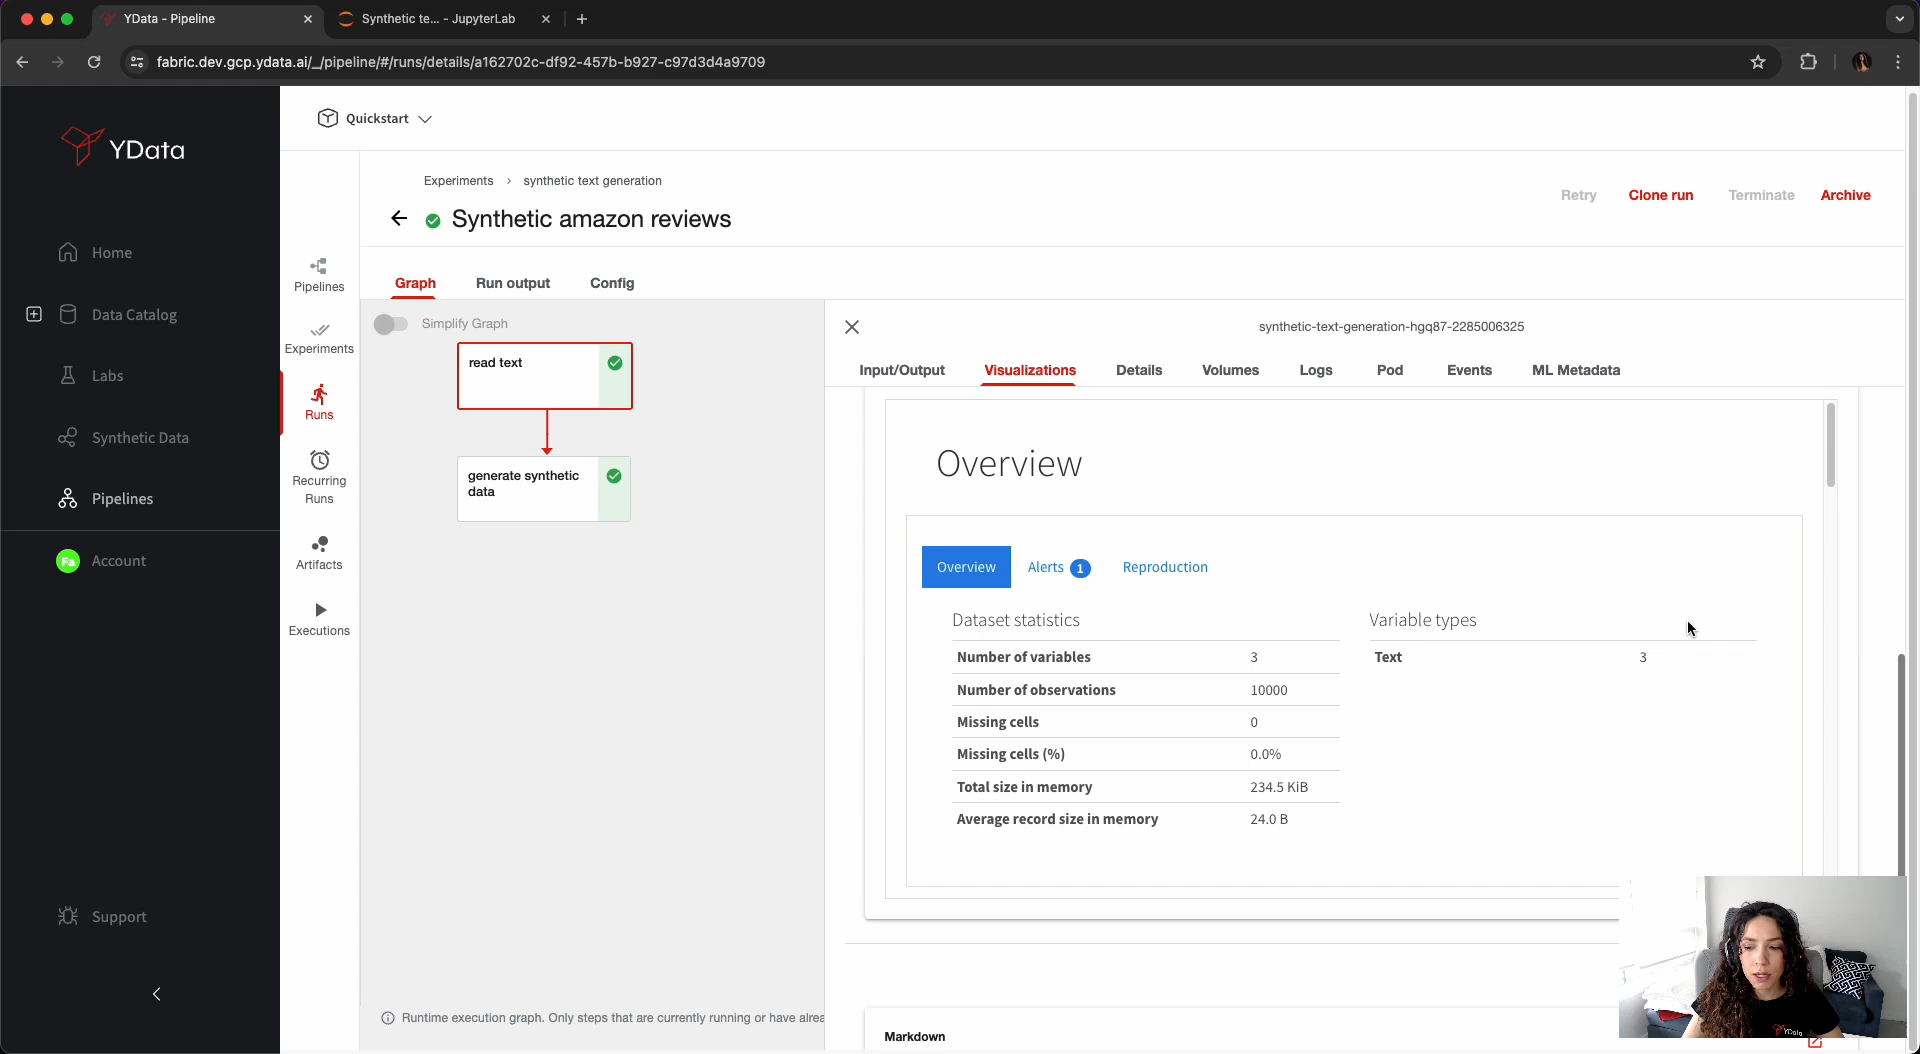 YData - Pipeline
Synthetic te... - JupyterLab
fabric.dev.gcp.ydata.ai/_/pipeline/#/runs/details/a162702c-df92-457b-b927-c97d3d4a9709
YData
Home
Data Catalog
Labs
Synthetic Data
Pipelines
Fa Account
Support
Quickstart
Pipelines
Experiments
Runs
Recurring
Runs
Artifacts
Executions
Experiments > synthetic text generation
Synthetic amazon reviews
Retry Clone run Terminate Archive
Graph Run output Config
Simplify Graph
read text
generate synthetic
data
Runtime execution graph. Only steps that are currently running or have alrea
synthetic-text-generation-hgq87-2285006325
Input/Output Visualizations Details Volumes Logs Pod Events ML Metadata
Overview
Overview Alerts 1 Reproduction
Dataset statistics
Number of variables 3
Number of observations 10000
Missing cells 0
Missing cells (%) 0.0%
Total size in memory 234.5 KiB
Average record size in memory 24.0 B
Variable types
Text 3
Markdown
YData